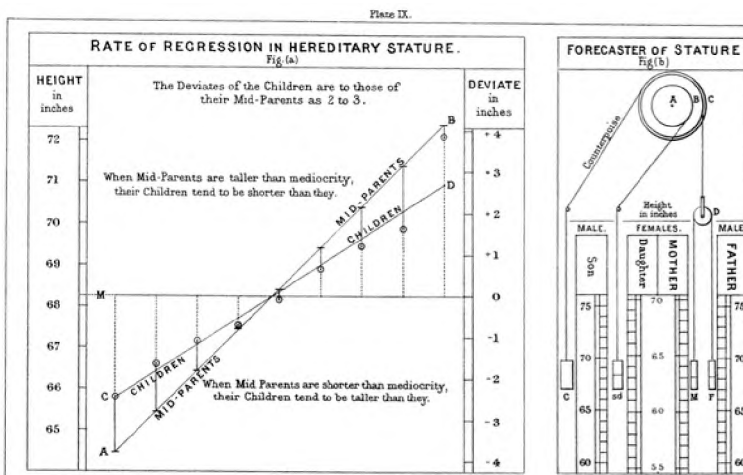 Plate IX.
RATE OF REGRESSION IN HEREDITARY STATURE.
Fig.(a)
HEIGHT
in
inches
The Deviates of the Children are to those of
their Mid-Parents as 2 to 3.
DEVIATE
in
inches
72
71
70
69
68
67
66
65
M
C
A
B
D
When Mid-Parents are taller than mediocrity,
their Children tend to be shorter than they.
MID-PARENTS
CHILDREN
CHILDREN
MID-PARENTS
When Mid Parents are shorter than mediocrity,
their Children tend to be taller than they.
+4
+3
+2
+1
0
-1
-2
-3
-4
FORECASTER OF STATURE
Fig(b)
A
B
C
Counterpoise
D
Height
in inches
MALE.
FEMALES.
MALE
Son
Daughter
MOTHER
FATHER
75
70
65
60
70
65
60
55
75
70
65
60
C
sd
M
F